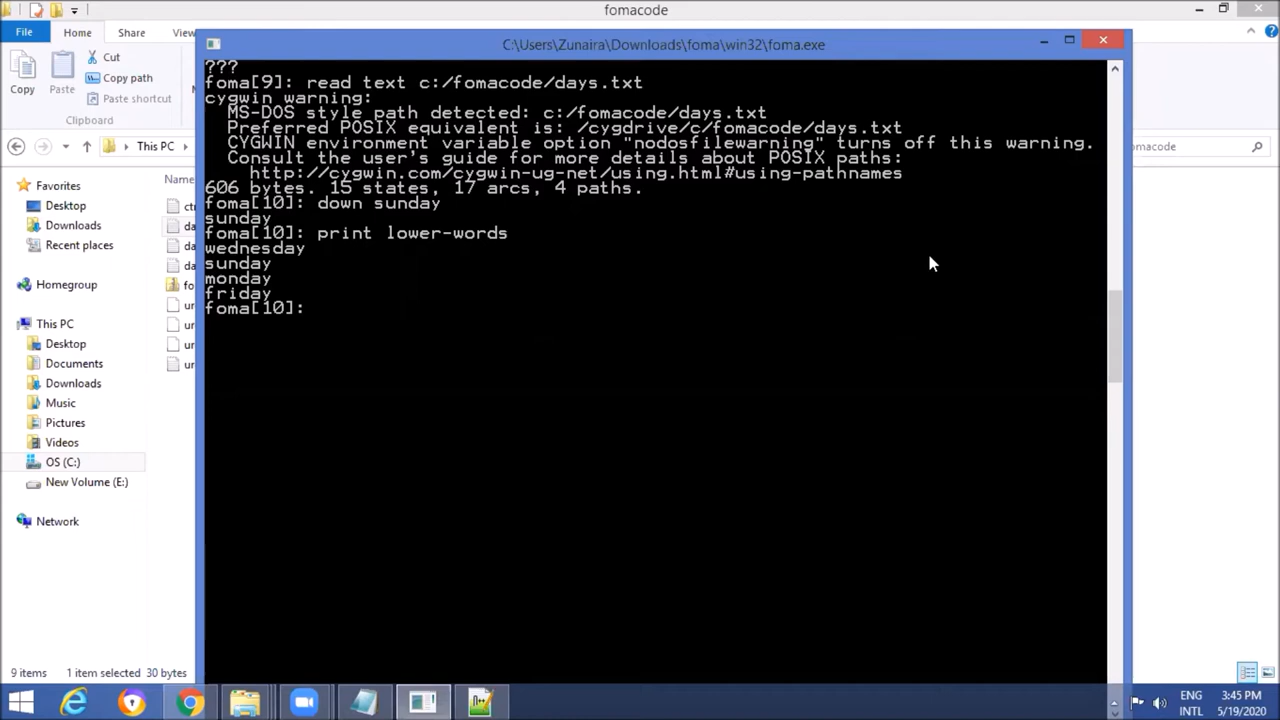 fomacode
File
Home
Share
View
Copy
Paste
Cut
Copy path
Paste shortcut
Clipboard
This PC
Favorites
Desktop
Downloads
Recent places
Homegroup
This PC
Desktop
Documents
Downloads
Music
Pictures
Videos
OS (C:)
New Volume (E:)
Network
Name
C:\Users\Zunaira\Downloads\foma\win32\foma.exe
???
foma[9]: read text c:/fomacode/days.txt
cygwin warning:
MS-DOS style path detected: c:/fomacode/days.txt
Preferred POSIX equivalent is: /cygdrive/c/fomacode/days.txt
CYGWIN environment variable option "nodosfilewarning" turns off this warning.
Consult the user's guide for more details about POSIX paths:
http://cygwin.com/cygwin-ug-net/using.html#using-pathnames
606 bytes. 15 states, 17 arcs, 4 paths.
foma[10]: down sunday
sunday
foma[10]: print lower-words
wednesday
sunday
monday
friday
foma[10]:
9 items 1 item selected 30 bytes
ENG
INTL
3:45 PM
5/19/2020